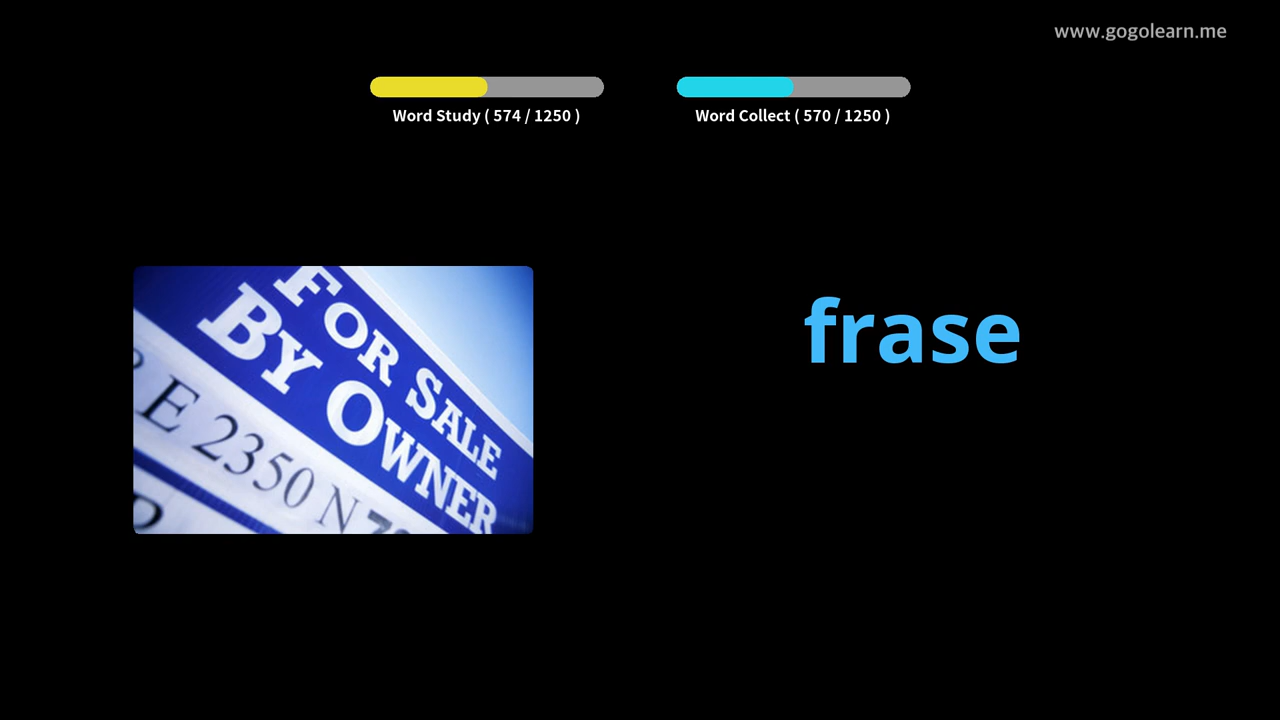 www.gogolearn.me
Word Study ( 574 / 1250 )
Word Collect ( 570 / 1250 )
FOR SALE
BY OWNER
E 2350 N
frase